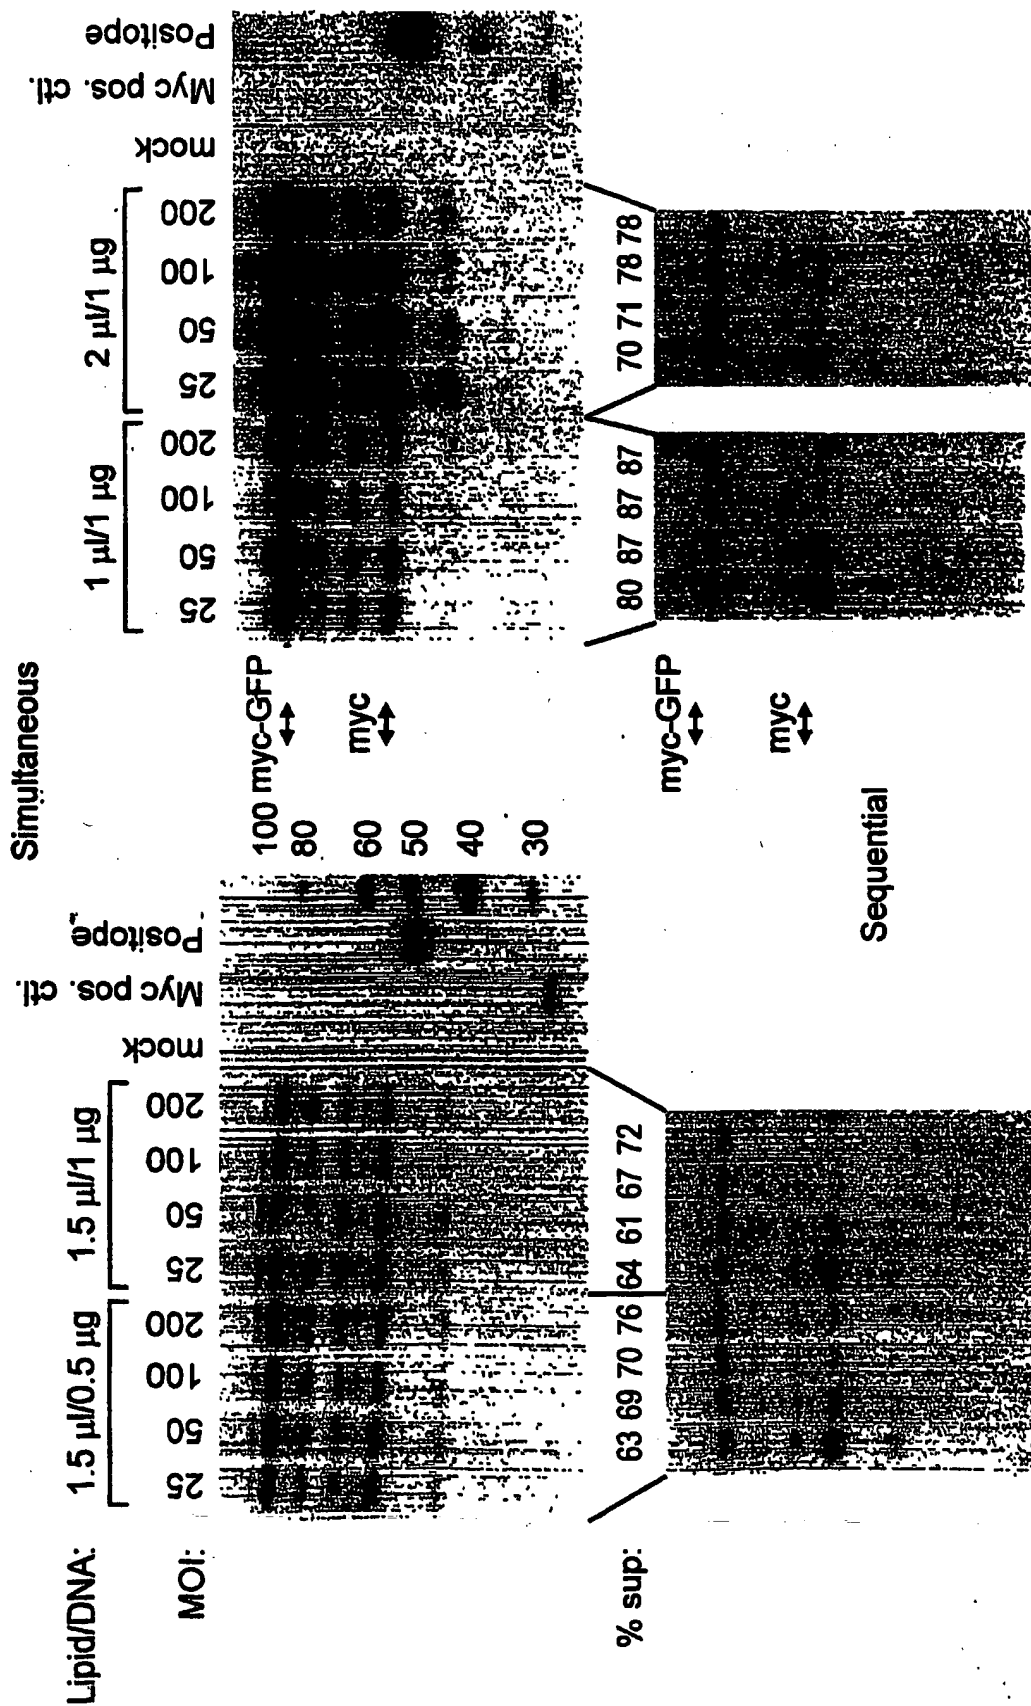 Simultaneous
Lipid/DNA:
1.5 µl/0.5 µg
1.5 µl/1 µg
1 µl/1 µg
2 µl/1 µg
MOI:
25 50 100 200 25 50 100 200 mock Myc pos. ctl. Positope
25 50 100 200 25 50 100 200 mock Myc pos. ctl. Positope
100 myc-GFP
80
60 myc
50
40
30
% sup:
63 69 70 76 64 61 67 72
80 87 87 87
70 71 78 78
myc-GFP
myc
Sequential